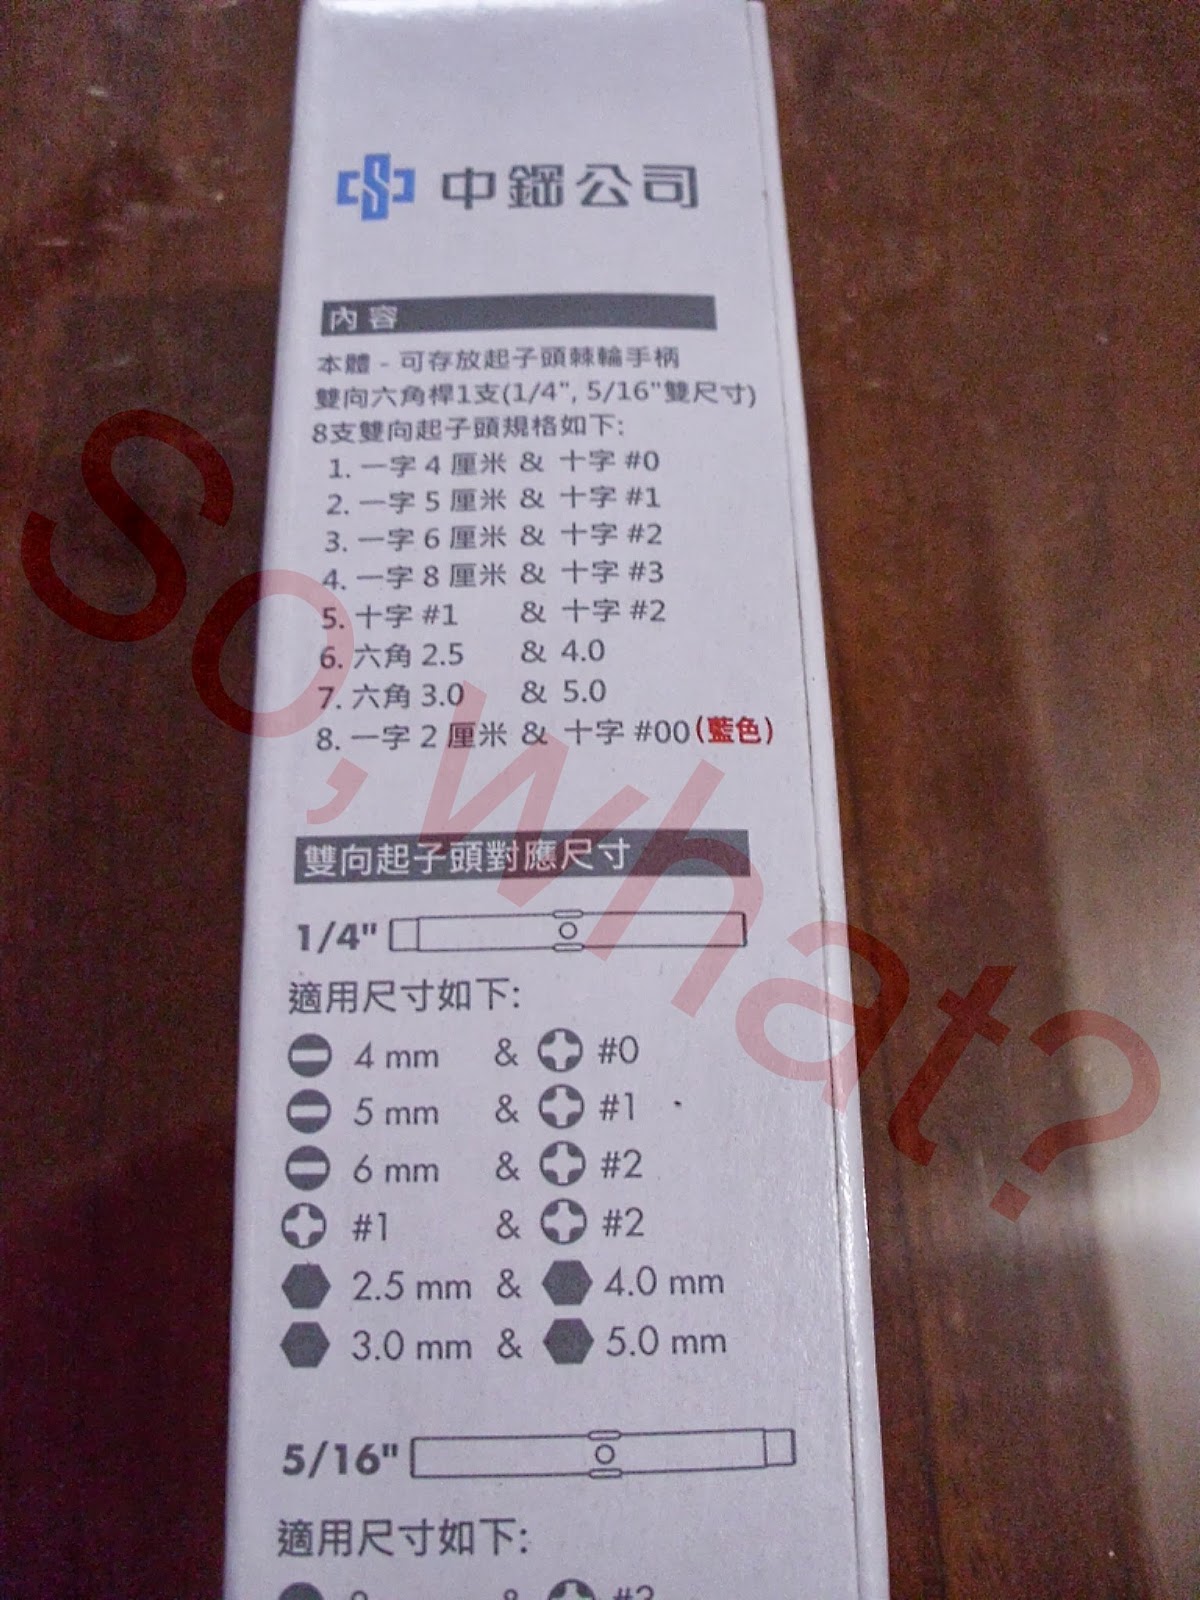 中鋼公司
內容
本體 - 可存放起子頭棘輪手柄
雙向六角桿1支(1/4", 5/16"雙尺寸)
8支雙向起子頭規格如下:
1. 一字 4 厘米 & 十字 #0
2. 一字 5 厘米 & 十字 #1
3. 一字 6 厘米 & 十字 #2
4. 一字 8 厘米 & 十字 #3
5. 十字 #1 & 十字 #2
6. 六角 2.5 & 4.0
7. 六角 3.0 & 5.0
8. 一字 2 厘米 & 十字 #00(藍色)
雙向起子頭對應尺寸
1/4"
適用尺寸如下:
4 mm & #0
5 mm & #1
6 mm & #2
#1 & #2
2.5 mm & 4.0 mm
3.0 mm & 5.0 mm
5/16"
適用尺寸如下:
& #3
So, what?